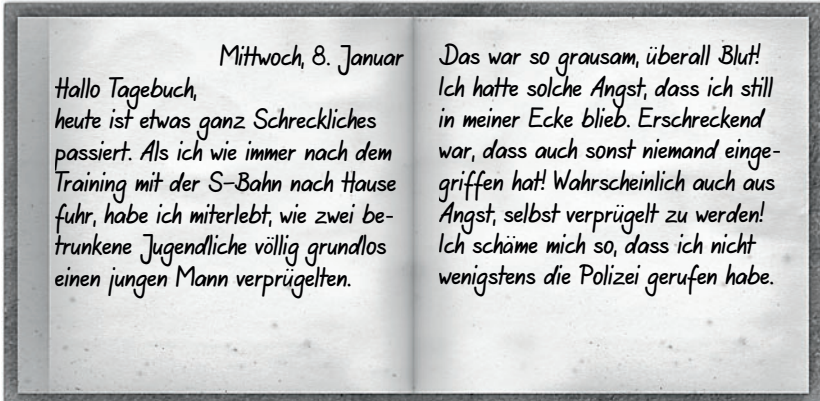 Mittwoch, 8. Januar
Hallo Tagebuch,
heute ist etwas ganz Schreckliches
passiert. Als ich wie immer nach dem
Training mit der S-Bahn nach Hause
fuhr, habe ich miterlebt, wie zwei be-
trunkene Jugendliche völlig grundlos
einen jungen Mann verprügelten.
Das war so grausam, überall Blut!
Ich hatte solche Angst, dass ich still
in meiner Ecke blieb. Erschreckend
war, dass auch sonst niemand einge-
griffen hat! Wahrscheinlich auch aus
Angst, selbst verprügelt zu werden!
Ich schäme mich so, dass ich nicht
wenigstens die Polizei gerufen habe.